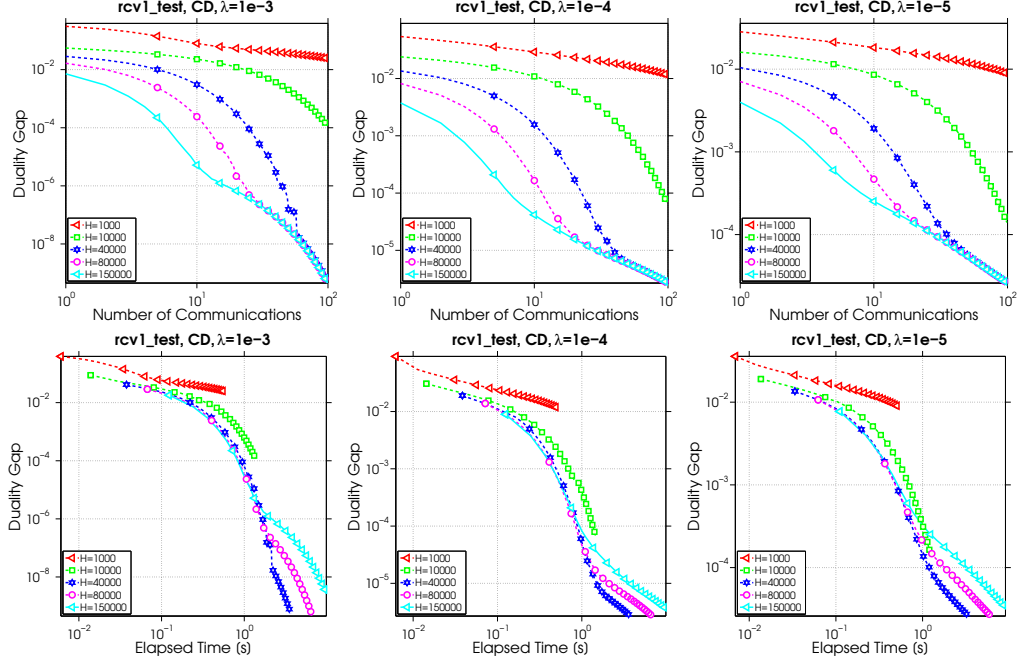 rcv1_test, CD, λ=1e-3
Duality Gap
10^-2
10^-4
10^-6
10^-8
H=1000
H=10000
H=40000
H=80000
H=150000
10^0
10^1
10^2
Number of Communications
rcv1_test, CD, λ=1e-4
Duality Gap
10^-2
10^-3
10^-4
10^-5
H=1000
H=10000
H=40000
H=80000
H=150000
10^0
10^1
10^2
Number of Communications
rcv1_test, CD, λ=1e-5
Duality Gap
10^-2
10^-4
H=1000
H=10000
H=40000
H=80000
H=150000
10^0
10^1
10^2
Number of Communications
rcv1_test, CD, λ=1e-3
Duality Gap
10^-2
10^-4
10^-6
10^-8
H=1000
H=10000
H=40000
H=80000
H=150000
10^-2
10^-1
10^0
Elapsed Time [s]
rcv1_test, CD, λ=1e-4
Duality Gap
10^-2
10^-3
10^-4
10^-5
H=1000
H=10000
H=40000
H=80000
H=150000
10^-2
10^-1
10^0
Elapsed Time [s]
rcv1_test, CD, λ=1e-5
Duality Gap
10^-2
10^-4
H=1000
H=10000
H=40000
H=80000
H=150000
10^-2
10^-1
10^0
Elapsed Time [s]